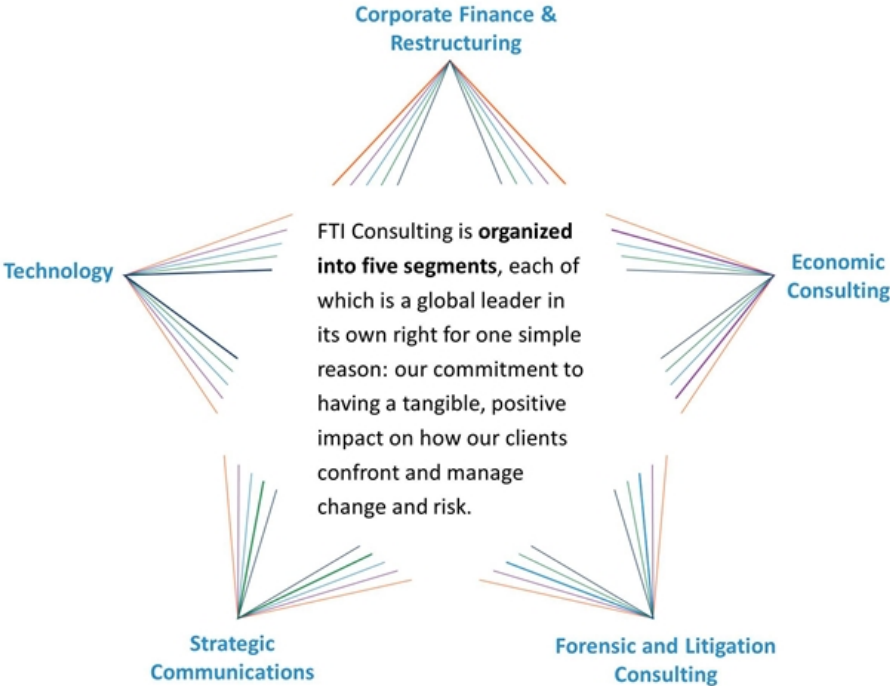 Corporate Finance &
Restructuring
FTI Consulting is organized
into five segments, each of
which is a global leader in
its own right for one simple
reason: our commitment to
having a tangible, positive
impact on how our clients
confront and manage
change and risk.
Technology
Economic
Consulting
Strategic
Communications
Forensic and Litigation
Consulting